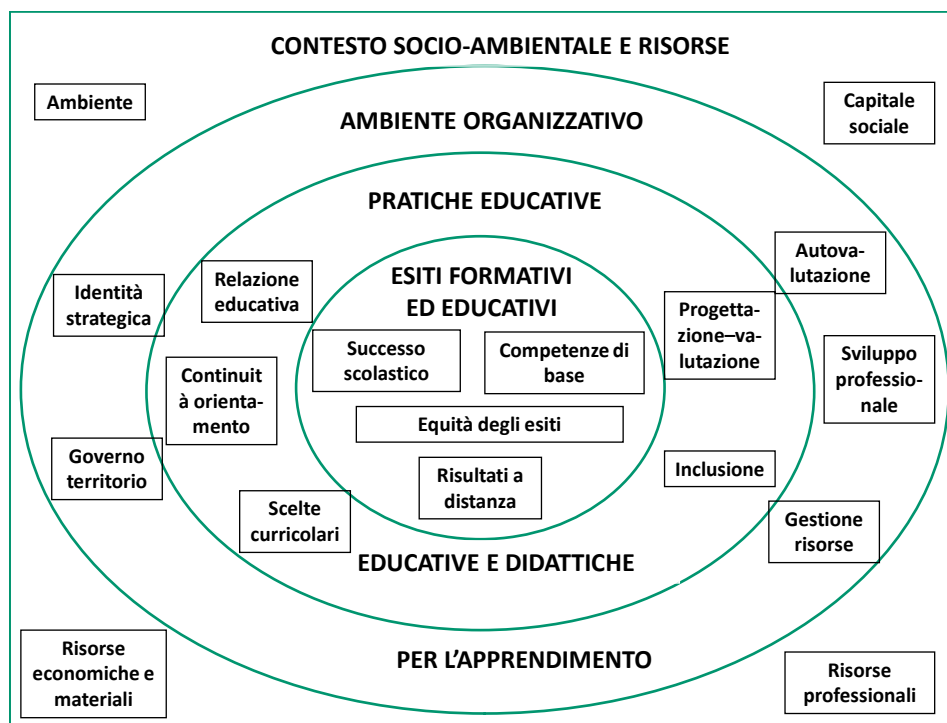 CONTESTO SOCIO-AMBIENTALE E RISORSE
Ambiente
Capitale
sociale
AMBIENTE ORGANIZZATIVO
PRATICHE EDUCATIVE
Autova-
lutazione
Identità
strategica
Relazione
educativa
ESITI FORMATIVI
ED EDUCATIVI
Progetta-
zione–va-
lutazione
Successo
scolastico
Competenze di
base
Sviluppo
professio-
nale
Continuit
à orienta-
mento
Equità degli esiti
Governo
territorio
Risultati a
distanza
Inclusione
Scelte
curricolari
Gestione
risorse
EDUCATIVE E DIDATTICHE
Risorse
economiche e
materiali
PER L’APPRENDIMENTO
Risorse
professionali